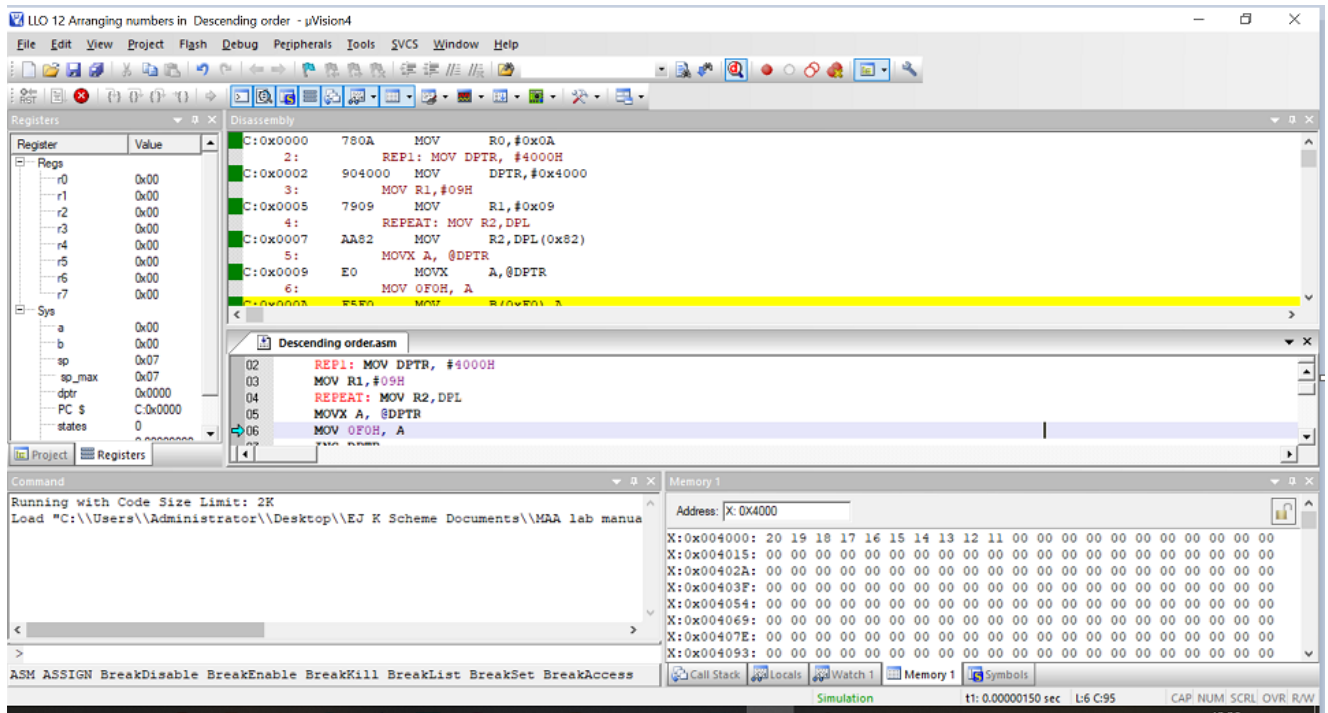 LLO 12 Arranging numbers in Descending order - µVision4
File Edit View Project Flash Debug Peripherals Tools SVCS Window Help
Registers
Register Value
Regs
r0 0x00
r1 0x00
r2 0x00
r3 0x00
r4 0x00
r5 0x00
r6 0x00
r7 0x00
Sys
a 0x00
b 0x00
sp 0x07
sp_max 0x07
dptr 0x0000
PC $ C:0x0000
states 0
Project Registers
Disassembly
C:0x0000 780A MOV R0,#0x0A
2: REP1: MOV DPTR, #4000H
C:0x0002 904000 MOV DPTR,#0x4000
3: MOV R1,#09H
C:0x0005 7909 MOV R1,#0x09
4: REPEAT: MOV R2,DPL
C:0x0007 AA82 MOV R2,DPL(0x82)
5: MOVX A, @DPTR
C:0x0009 E0 MOVX A,@DPTR
6: MOV 0F0H, A
C:0x000A F5F0 MOV B(0xF0),A
Descending order.asm
02 REP1: MOV DPTR, #4000H
03 MOV R1,#09H
04 REPEAT: MOV R2,DPL
05 MOVX A, @DPTR
06 MOV 0F0H, A
07 INC DPTR
Command
Running with Code Size Limit: 2K
Load "C:\\Users\\Administrator\\Desktop\\EJ K Scheme Documents\\MAA lab manua
>
ASM ASSIGN BreakDisable BreakEnable BreakKill BreakList BreakSet BreakAccess
Memory 1
Address: X: 0X4000
X:0x004000: 20 19 18 17 16 15 14 13 12 11 00 00 00 00 00 00 00 00 00 00 00
X:0x004015: 00 00 00 00 00 00 00 00 00 00 00 00 00 00 00 00 00 00 00 00 00
X:0x00402A: 00 00 00 00 00 00 00 00 00 00 00 00 00 00 00 00 00 00 00 00 00
X:0x00403F: 00 00 00 00 00 00 00 00 00 00 00 00 00 00 00 00 00 00 00 00 00
X:0x004054: 00 00 00 00 00 00 00 00 00 00 00 00 00 00 00 00 00 00 00 00 00
X:0x004069: 00 00 00 00 00 00 00 00 00 00 00 00 00 00 00 00 00 00 00 00 00
X:0x00407E: 00 00 00 00 00 00 00 00 00 00 00 00 00 00 00 00 00 00 00 00 00
X:0x004093: 00 00 00 00 00 00 00 00 00 00 00 00 00 00 00 00 00 00 00 00 00
Call Stack Locals Watch 1 Memory 1 Symbols
Simulation t1: 0.00000150 sec L:6 C:95 CAP NUM SCRL OVR R/W